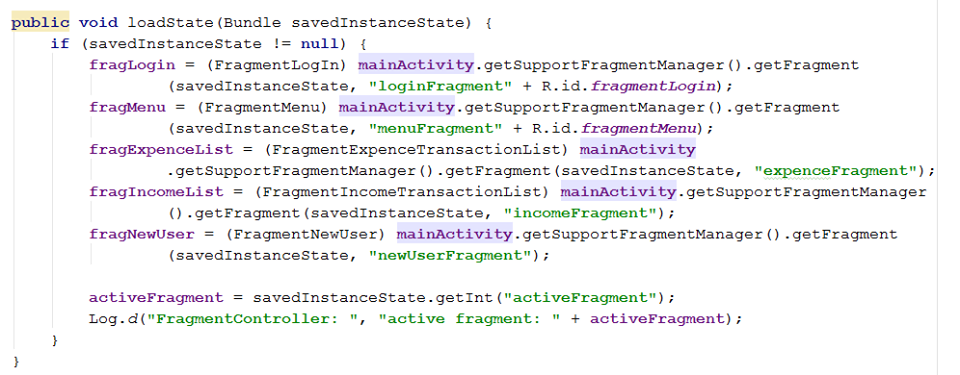 public void loadState(Bundle savedInstanceState) {
    if (savedInstanceState != null) {
        fragLogin = (FragmentLogIn) mainActivity.getSupportFragmentManager().getFragment
                (savedInstanceState, "loginFragment" + R.id.fragmentLogin);
        fragMenu = (FragmentMenu) mainActivity.getSupportFragmentManager().getFragment
                (savedInstanceState, "menuFragment" + R.id.fragmentMenu);
        fragExpenceList = (FragmentExpenceTransactionList) mainActivity
                .getSupportFragmentManager().getFragment(savedInstanceState, "expenceFragment");
        fragIncomeList = (FragmentIncomeTransactionList) mainActivity.getSupportFragmentManager
                ().getFragment(savedInstanceState, "incomeFragment");
        fragNewUser = (FragmentNewUser) mainActivity.getSupportFragmentManager().getFragment
                (savedInstanceState, "newUserFragment");

        activeFragment = savedInstanceState.getInt("activeFragment");
        Log.d("FragmentController: ", "active fragment: " + activeFragment);
    }
}